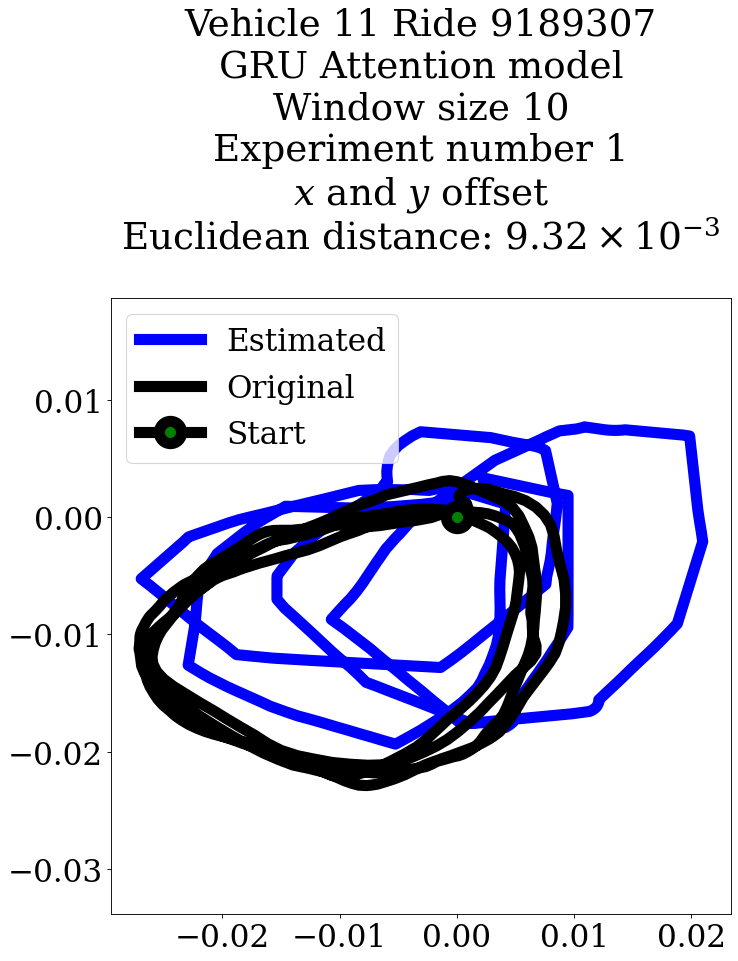 Vehicle 11 Ride 9189307
GRU Attention model
Window size 10
Experiment number 1
x and y offset
Euclidean distance: 9.32 × 10⁻³
Estimated
Original
Start
0.01
0.00
−0.01
−0.02
−0.03
−0.02 −0.01 0.00 0.01 0.02